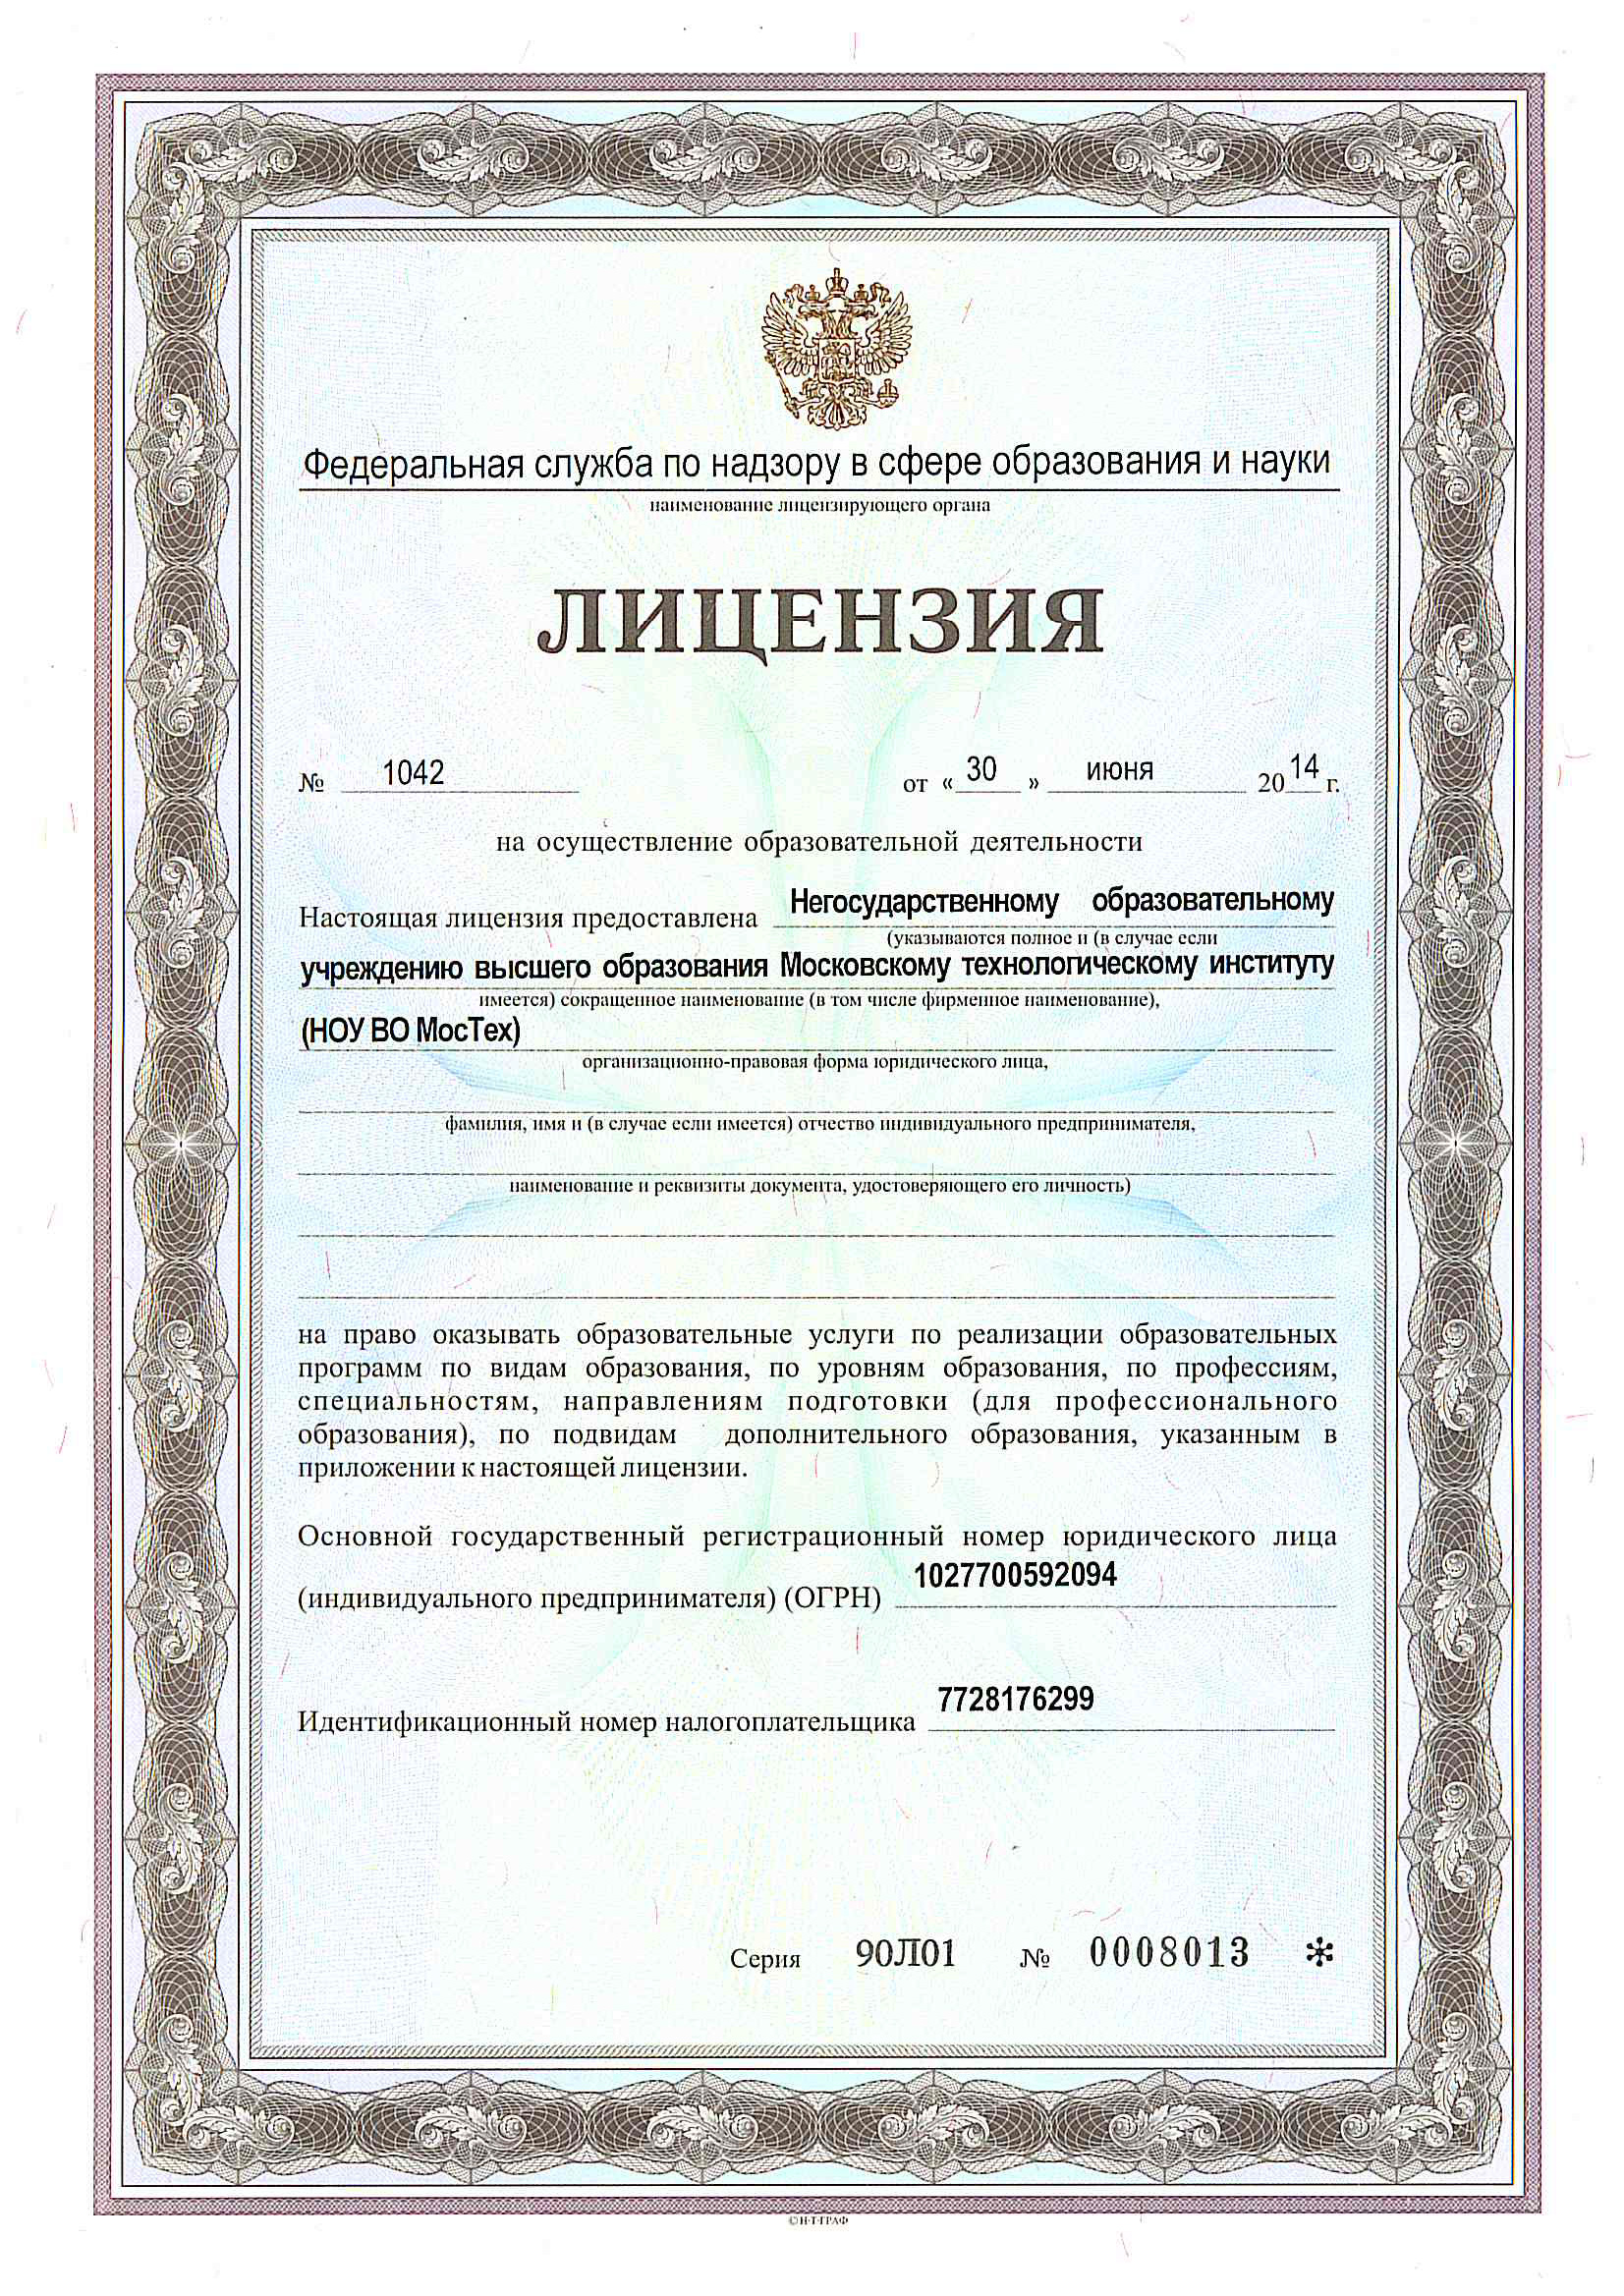 Федеральная служба по надзору в сфере образования и науки
наименование лицензирующего органа
ЛИЦЕНЗИЯ
№ 1042 от « 30 » июня 2014 г.
на осуществление образовательной деятельности
Настоящая лицензия предоставлена Негосударственному образовательному
(указываются полное и (в случае если
учреждению высшего образования Московскому технологическому институту
имеется) сокращенное наименование (в том числе фирменное наименование),
(НОУ ВО МосТех)
организационно-правовая форма юридического лица,
фамилия, имя и (в случае если имеется) отчество индивидуального предпринимателя,
наименование и реквизиты документа, удостоверяющего его личность)
на право оказывать образовательные услуги по реализации образовательных
программ по видам образования, по уровням образования, по профессиям,
специальностям, направлениям подготовки (для профессионального
образования), по подвидам дополнительного образования, указанным в
приложении к настоящей лицензии.
Основной государственный регистрационный номер юридического лица
(индивидуального предпринимателя) (ОГРН) 1027700592094
Идентификационный номер налогоплательщика 7728176299
Серия 90Л01 № 0008013 *
© Н-Т-ГРАФ